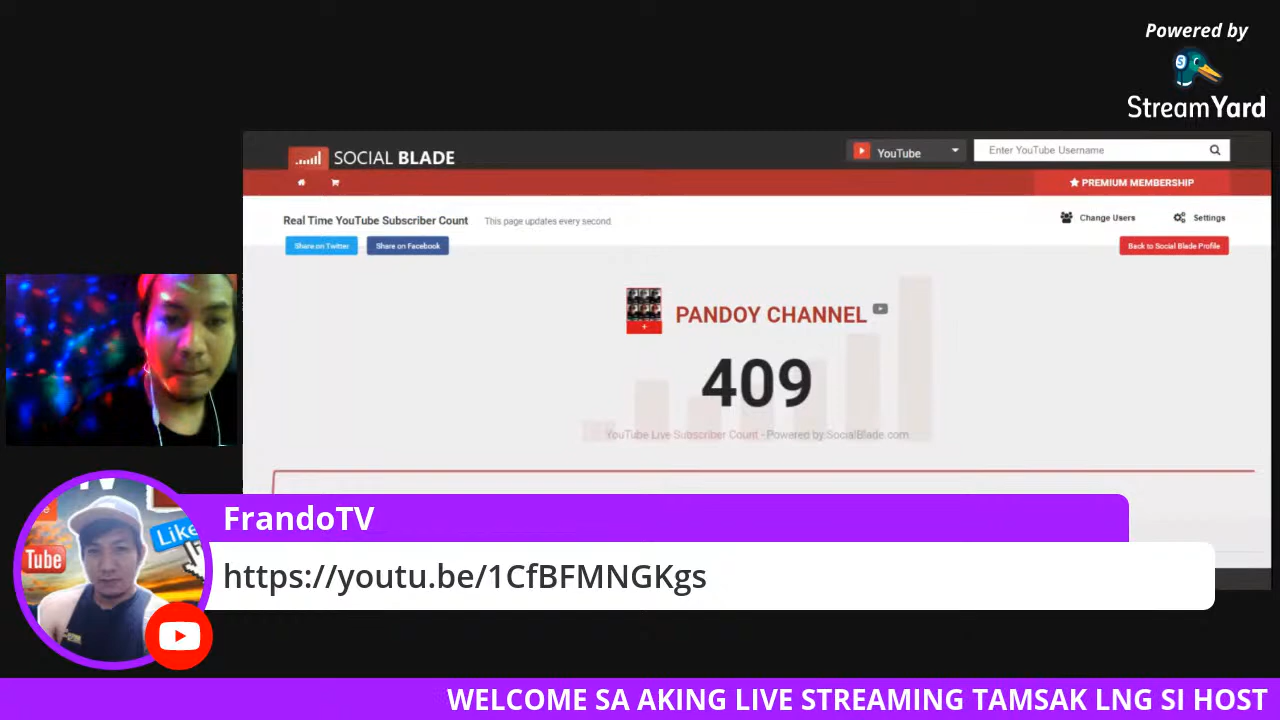 Powered by
StreamYard
SOCIAL BLADE
YouTube
Enter YouTube Username
PREMIUM MEMBERSHIP
Real Time YouTube Subscriber Count
This page updates every second
Change Users
Settings
Share on Twitter
Share on Facebook
Back to Social Blade Profile
PANDOY CHANNEL
409
YouTube Live Subscriber Count - Powered by SocialBlade.com
FrandoTV
https://youtu.be/1CfBFMNGKgs
Like
Tube
WELCOME SA AKING LIVE STREAMING TAMSAK LNG SI HOST